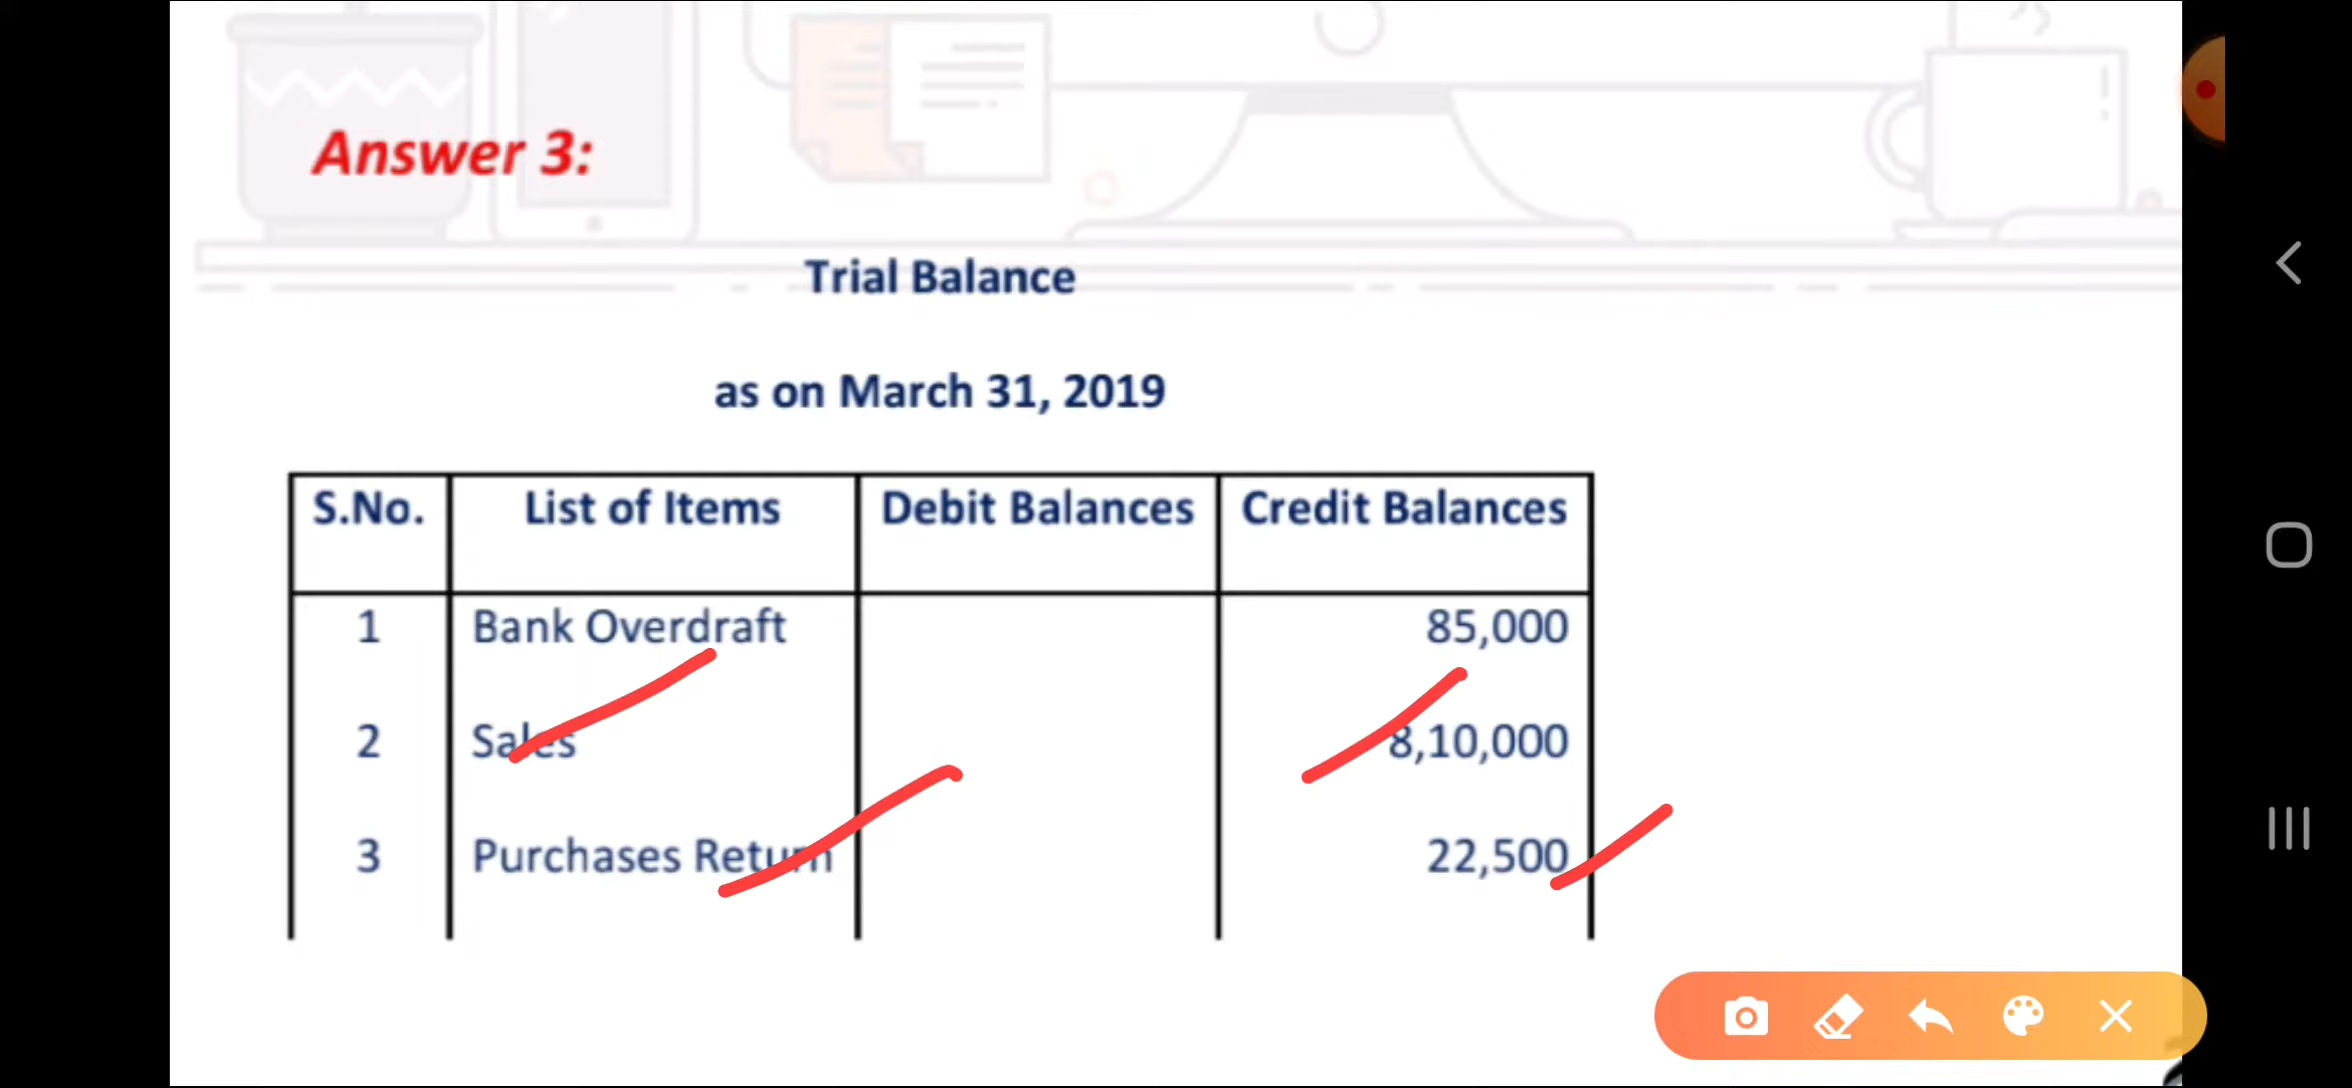 Answer 3:
Trial Balance
as on March 31, 2019
S.No. List of Items Debit Balances Credit Balances
1 Bank Overdraft 85,000
2 Sales 8,10,000
3 Purchases Return 22,500